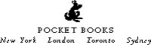 POCKET BOOKS
New York London Toronto Sydney